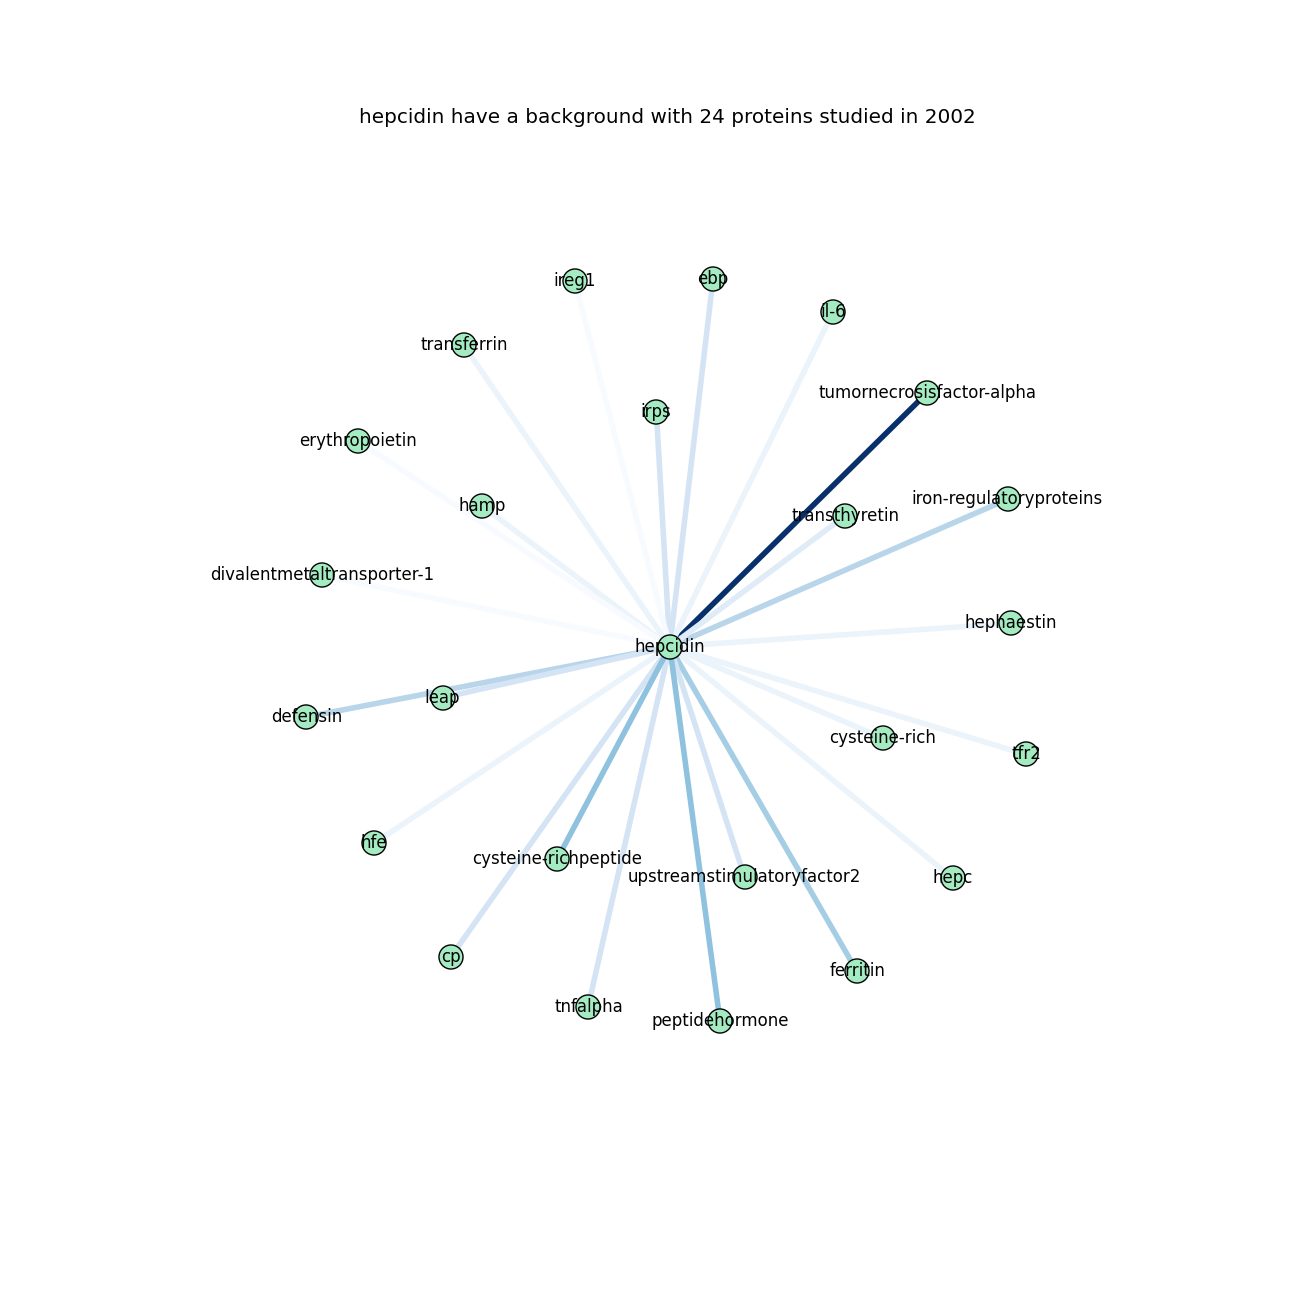 hepcidin have a background with 24 proteins studied in 2002
ireg1
ebp
il-6
transferrin
tumornecrosisfactor-alpha
irps
erythropoietin
iron-regulatoryproteins
hamp
transthyretin
divalentmetaltransporter-1
hephaestin
hepcidin
leap
defensin
cysteine-rich
tfr2
hfe
cysteine-richpeptide
upstreamstimulatoryfactor2
hepc
cp
ferritin
tnfalpha
peptidehormone